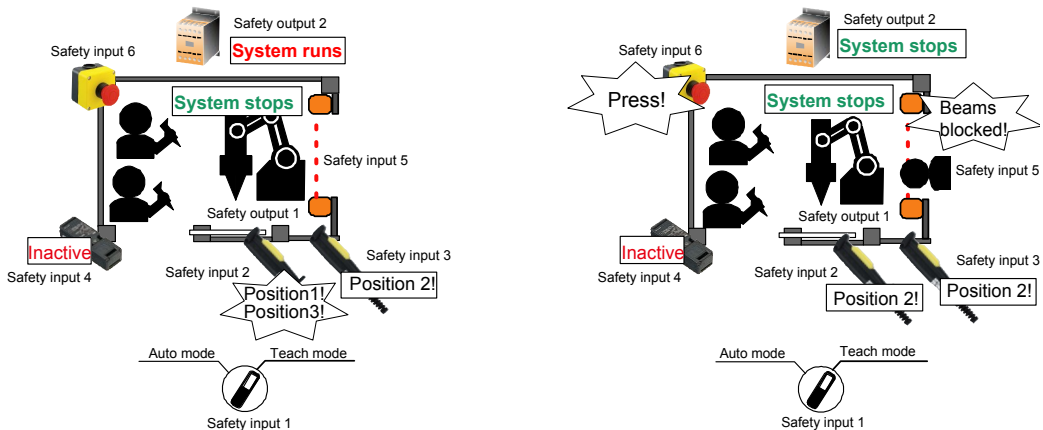 Safety output 2
Safety input 6
System runs
System stops
Safety input 5
Safety output 1
Inactive
Safety input 4
Safety input 2
Safety input 3
Position1!
Position3!
Position 2!
Auto mode
Teach mode
Safety input 1
Safety output 2
Safety input 6
System stops
Press!
System stops
Beams
blocked!
Safety input 5
Safety output 1
Inactive
Safety input 4
Safety input 2
Safety input 3
Position 2!
Position 2!
Auto mode
Teach mode
Safety input 1